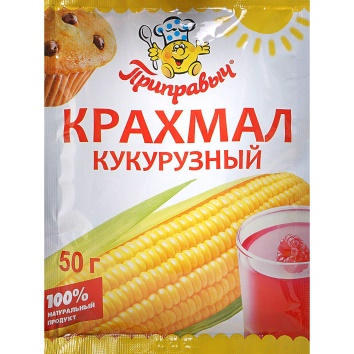 Приправыч®
КРАХМАЛ
КУКУРУЗНЫЙ
50 г
100%
НАТУРАЛЬНЫЙ
ПРОДУКТ